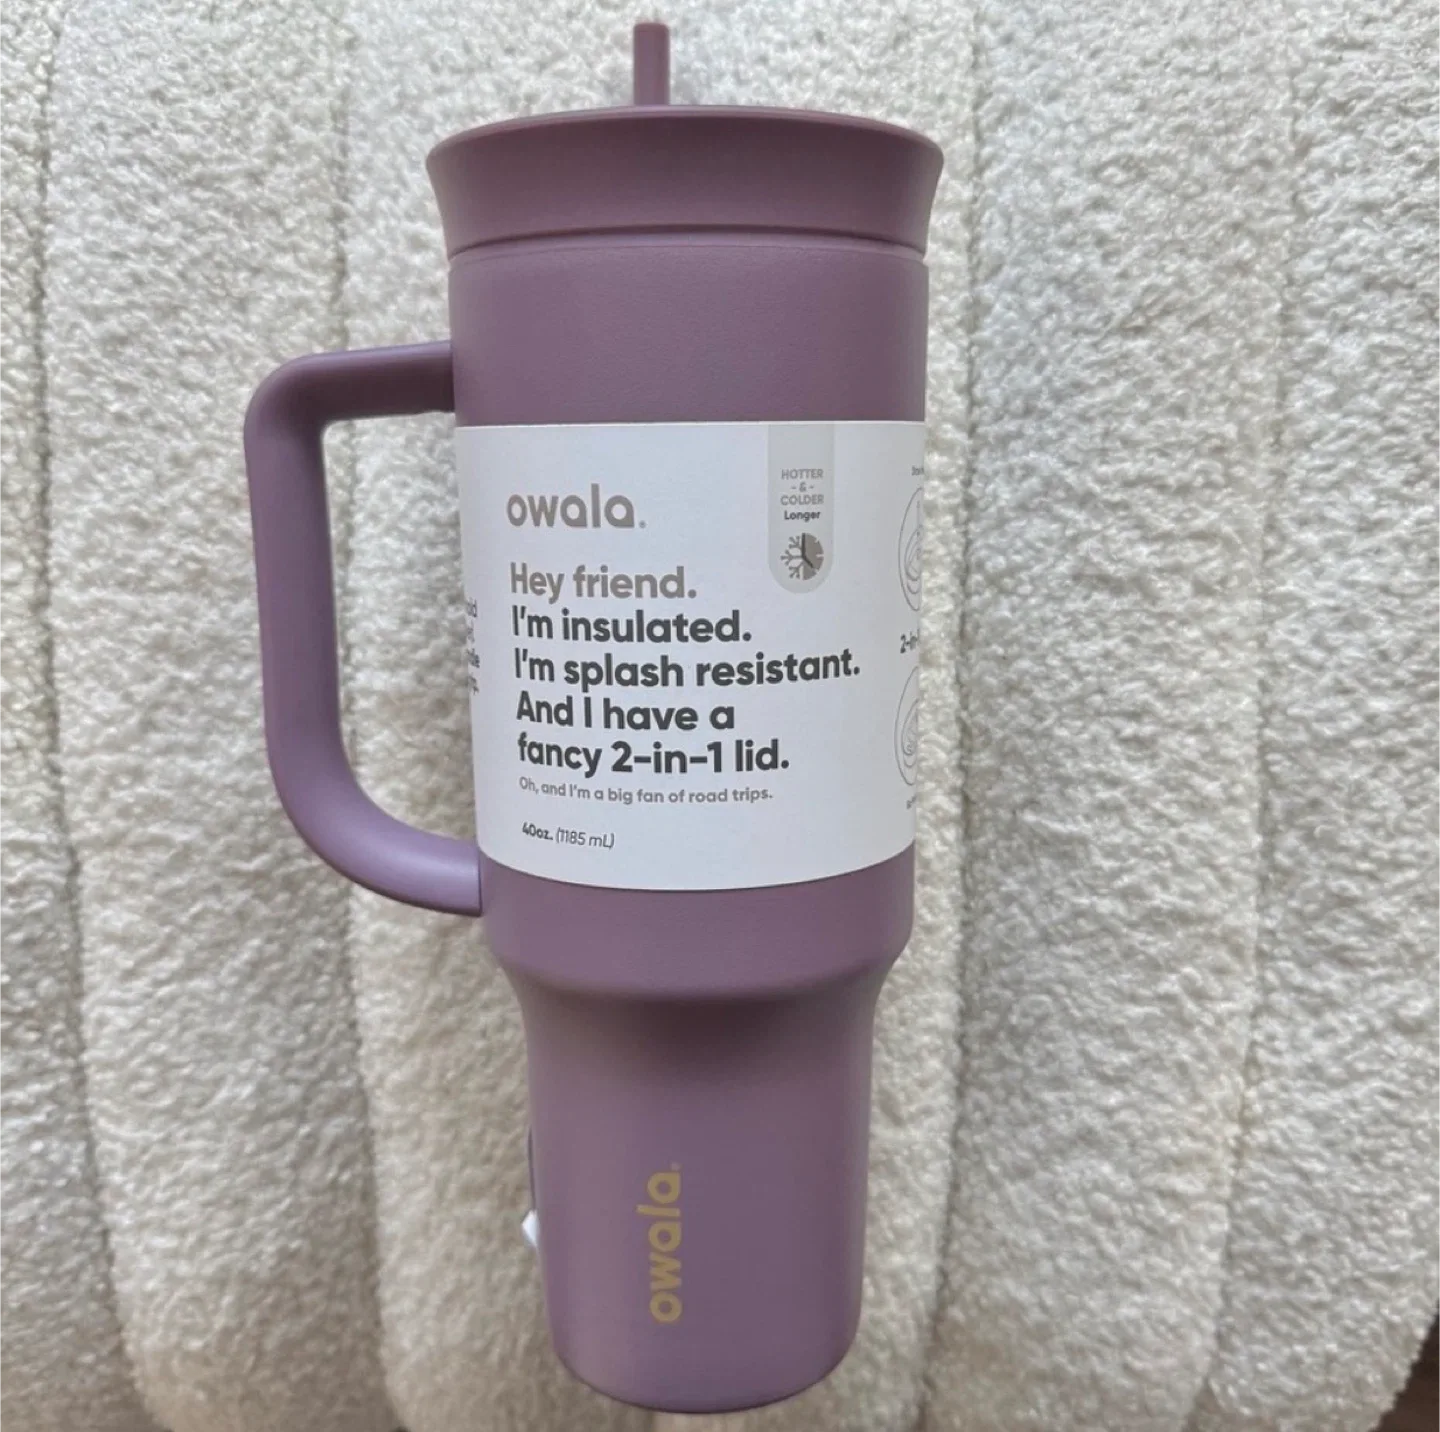 owala.
HOTTER
- & -
COLDER
Longer
Hey friend.
I'm insulated.
I'm splash resistant.
And I have a
fancy 2-in-1 lid.
Oh, and I'm a big fan of road trips.
40oz. (1185 mL)
owala.